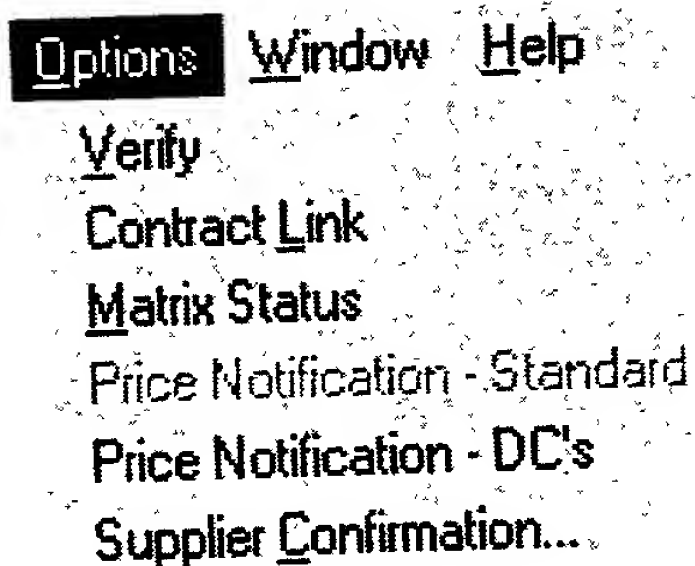 Options Window Help
Verify
Contract Link
Matrix Status
Price Notification - Standard
Price Notification - DC's
Supplier Confirmation...